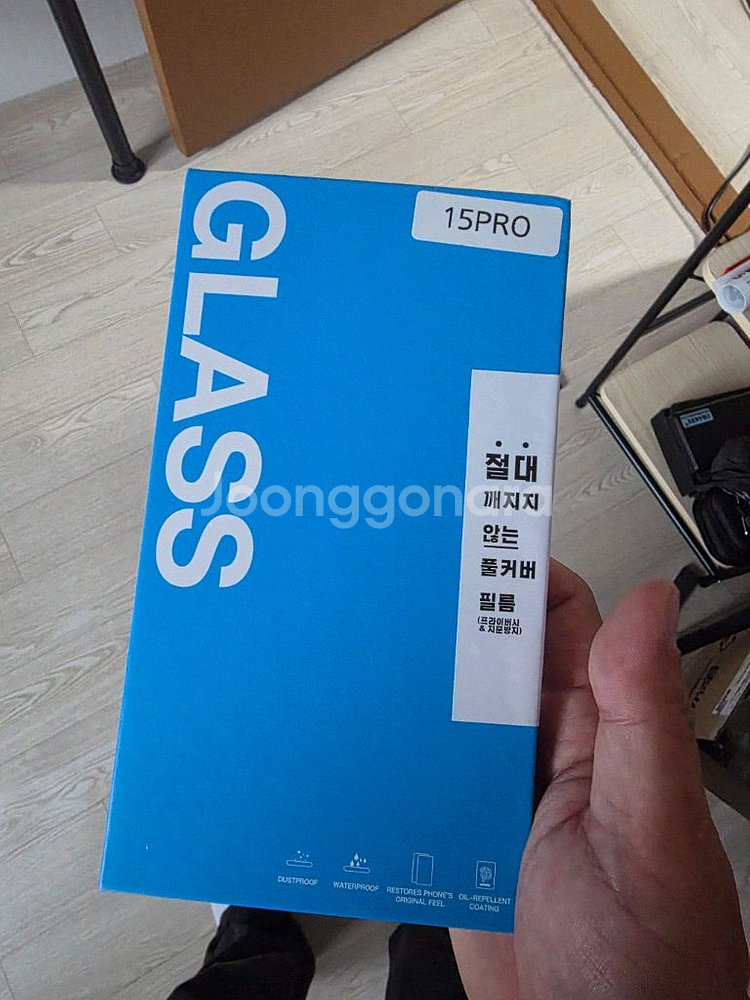 15PRO
GLASS
절대
깨지지
않는
풀커버
필름
(프라이버시
& 지문방지)
Joonggonara
DUSTPROOF
WATERPROOF
RESTORES PHONE'S
ORIGINAL FEEL
OIL-REPELLENT
COATING